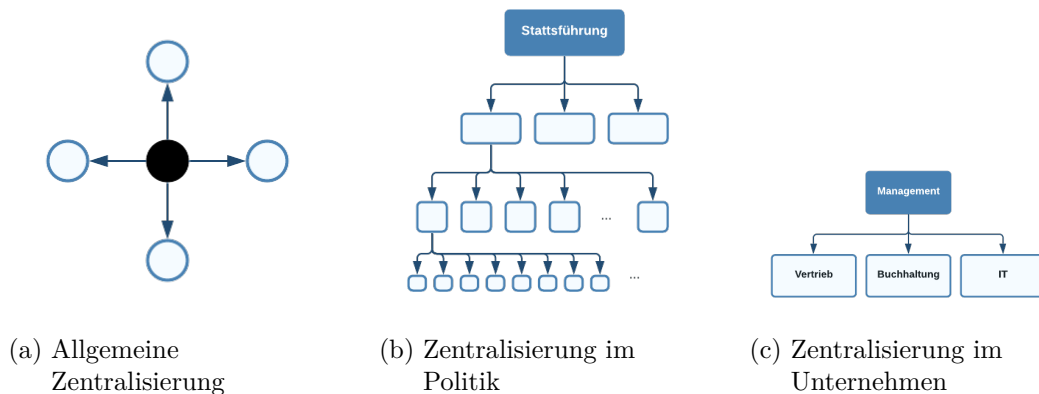 Stattsführung
...
...
Management
Vertrieb
Buchhaltung
IT
(a) Allgemeine
Zentralisierung
(b) Zentralisierung im
Politik
(c) Zentralisierung im
Unternehmen